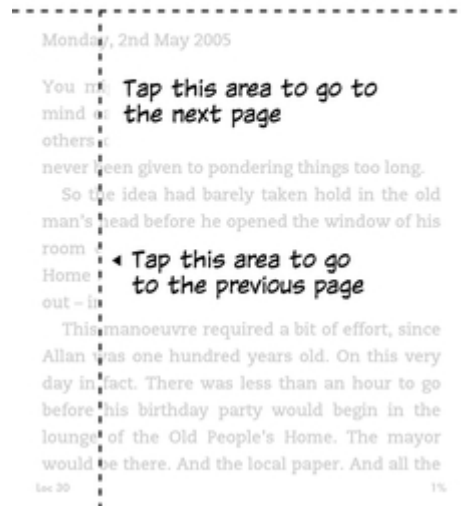 Monday, 2nd May 2005
You
Tap this area to go to
the next page
mind
others
never been given to pondering things too long.
So the idea had barely taken hold in the old
man's head before he opened the window of his
room
◂ Tap this area to go
to the previous page
Home
out – in
This manoeuvre required a bit of effort, since
Allan was one hundred years old. On this very
day in fact. There was less than an hour to go
before his birthday party would begin in the
lounge of the Old People's Home. The mayor
would be there. And the local paper. And all the
Loc 30 1%